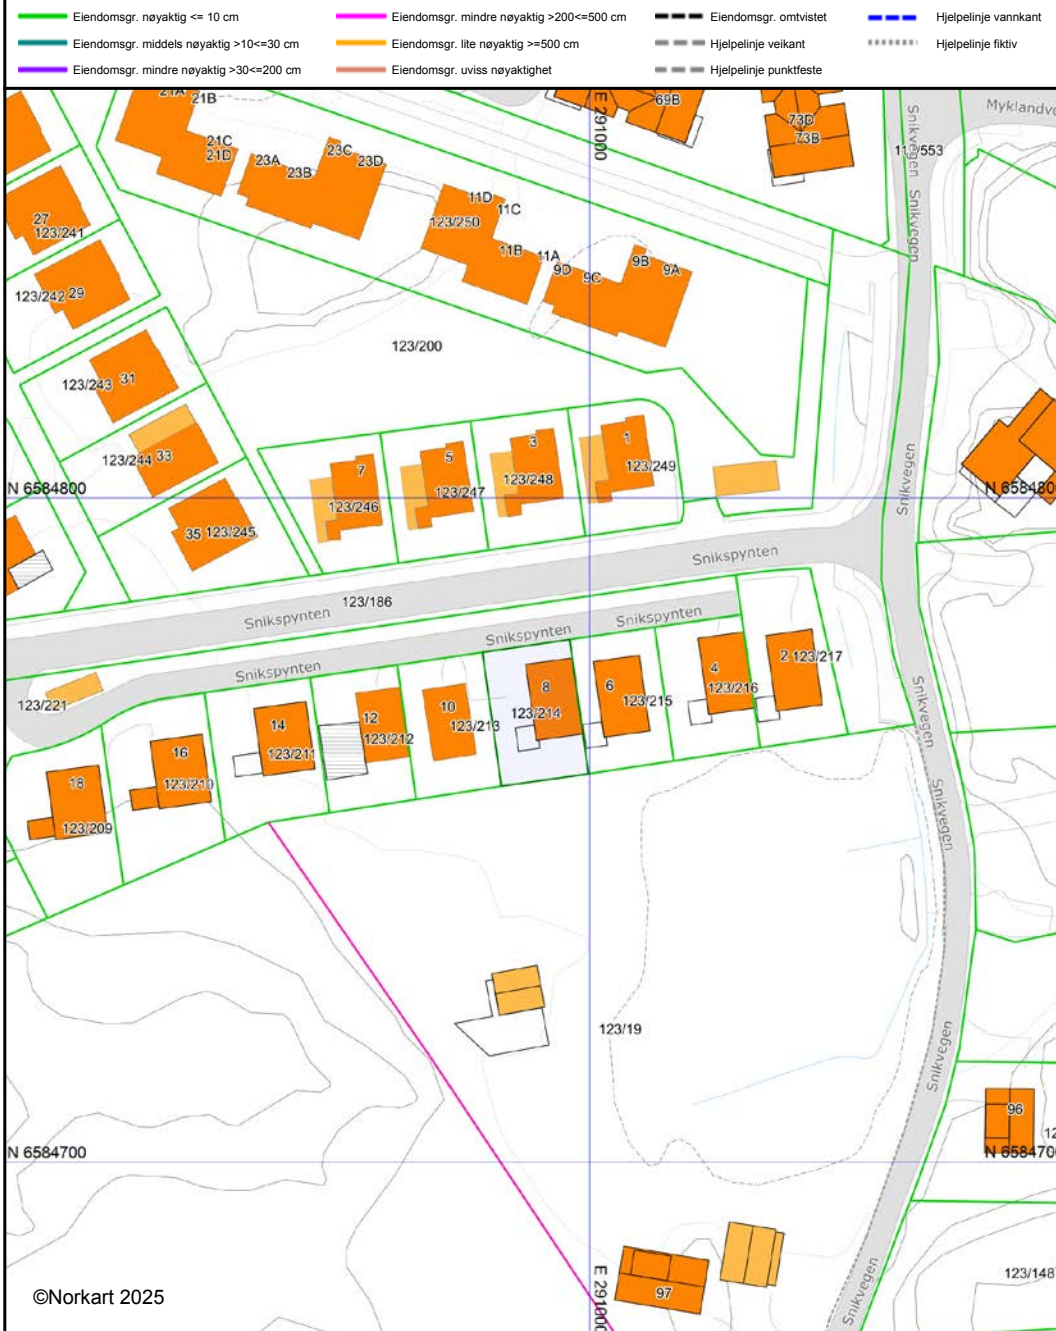 Eiendomsgr. nøyaktig <= 10 cm
Eiendomsgr. mindre nøyaktig >200<=500 cm
Eiendomsgr. omtvistet
Hjelpelinje vannkant
Eiendomsgr. middels nøyaktig >10<=30 cm
Eiendomsgr. lite nøyaktig >=500 cm
Hjelpelinje veikant
Hjelpelinje fiktiv
Eiendomsgr. mindre nøyaktig >30<=200 cm
Eiendomsgr. uviss nøyaktighet
Hjelpelinje punktfeste
21A
21B
E 291000
69B
73D
73B
Snikvegen
21C
21D
23A
23B
23C
23D
27
123/241
11D
11C
123/250
11B
11A
9D
9C
9B
9A
Snikvegen
123/242
29
123/200
123/243
31
123/244
33
7
5
3
1
123/249
123/248
123/247
123/246
N 6584800
N 6584800
Snikvegen
35
123/245
Snikspynten
123/186
Snikspynten
Snikspynten
Snikspynten
Snikspynten
123/221
2
123/217
4
123/216
6
123/215
8
123/214
10
123/213
12
123/212
14
123/211
16
123/210
18
123/209
Snikvegen
Snikvegen
123/19
Snikvegen
96
N 6584700
N 6584700
E 291000
97
Snikvegen
123/148
©Norkart 2025